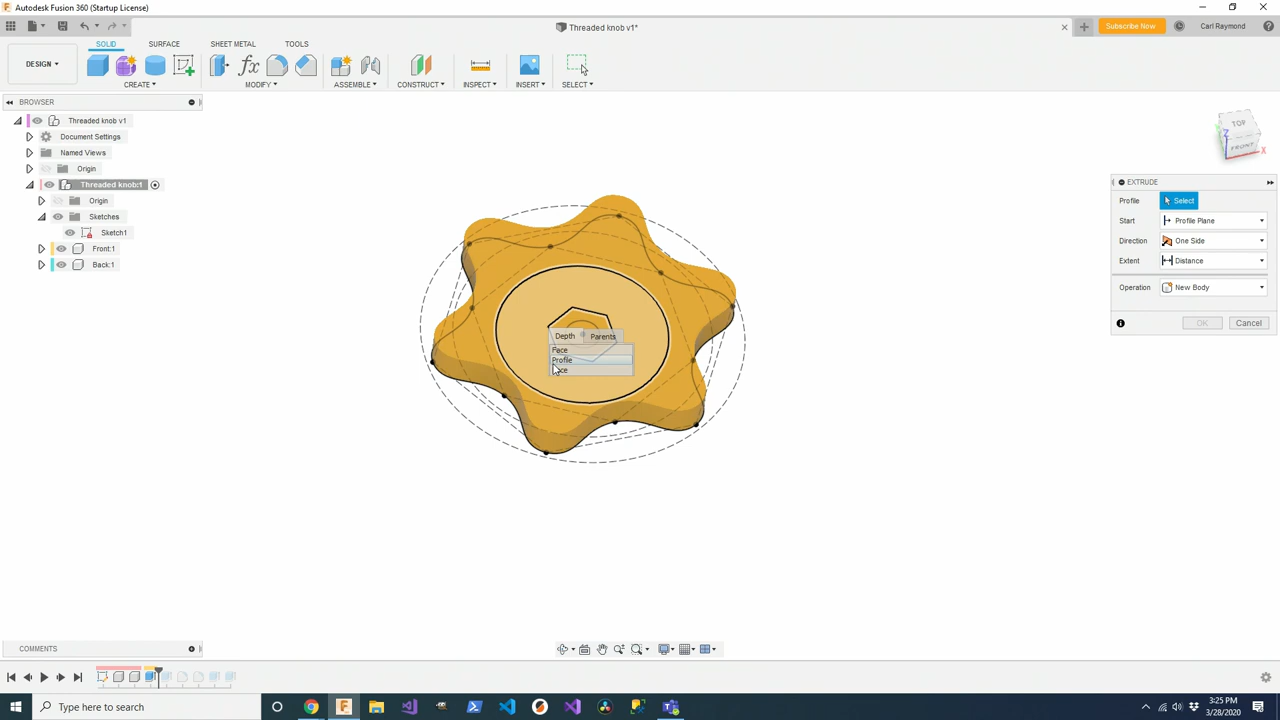 Autodesk Fusion 360 (Startup License)
Threaded knob v1*
Subscribe Now
Carl Raymond
DESIGN
SOLID
SURFACE
SHEET METAL
TOOLS
CREATE
MODIFY
ASSEMBLE
CONSTRUCT
INSPECT
INSERT
SELECT
BROWSER
Threaded knob v1
Document Settings
Named Views
Origin
Threaded knob:1
Origin
Sketches
Sketch1
Front:1
Back:1
TOP
FRONT
Z
X
EXTRUDE
Profile
Select
Start
Profile Plane
Direction
One Side
Extent
Distance
Operation
New Body
OK
Cancel
Depth
Parents
Face
Profile
COMMENTS
Type here to search
3:25 PM
3/28/2020